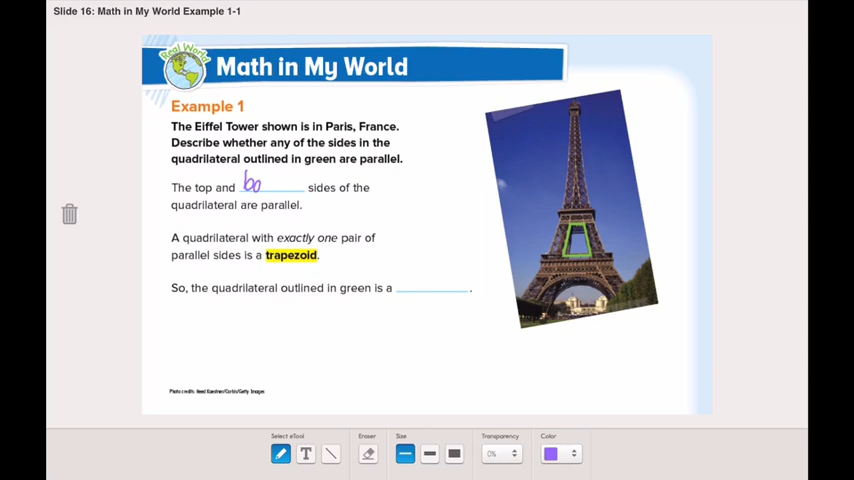 Slide 16: Math in My World Example 1-1
Real World
Math in My World
Example 1
The Eiffel Tower shown is in Paris, France.
Describe whether any of the sides in the
quadrilateral outlined in green are parallel.
The top and bo sides of the
quadrilateral are parallel.
A quadrilateral with exactly one pair of
parallel sides is a trapezoid.
So, the quadrilateral outlined in green is a .
Select eTool
Eraser
Size
Transparency
Color
T
0%